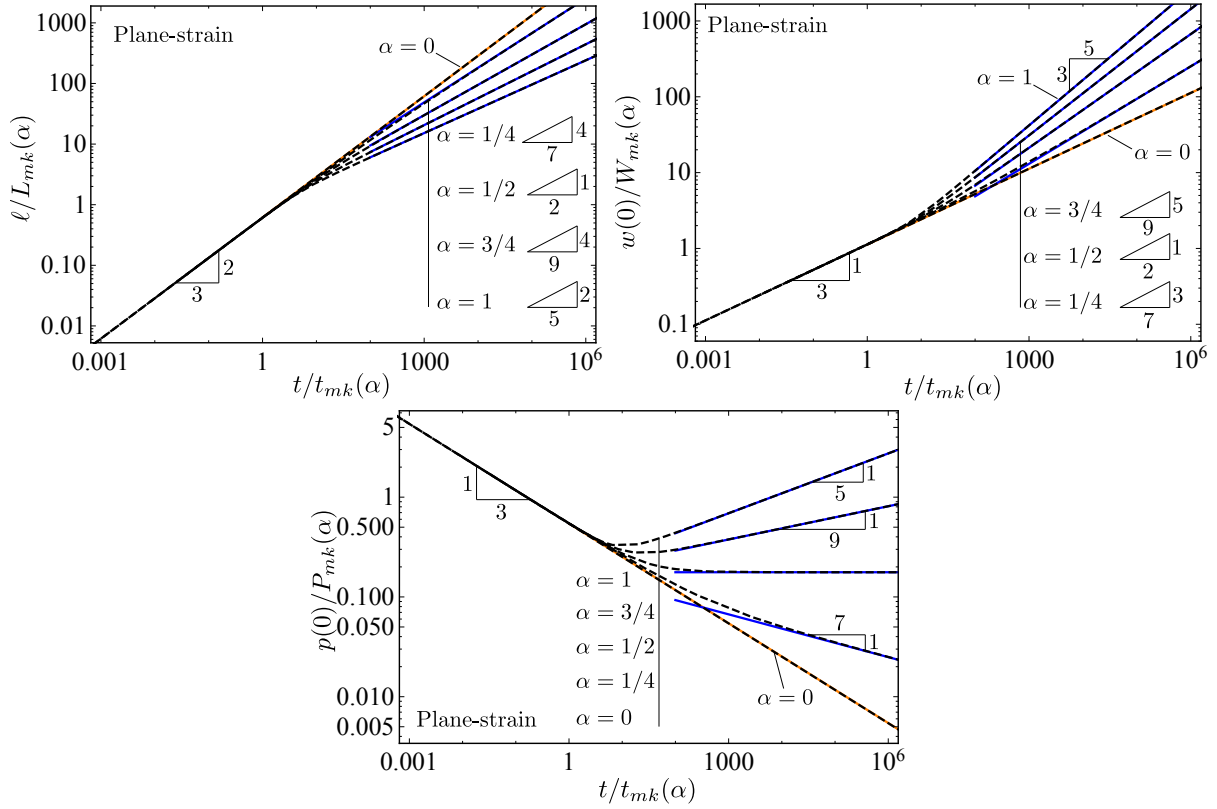 1000
100
10
1
0.10
0.01
ℓ/L_{mk}(α)
Plane-strain
α = 0
α = 1/4
4
7
α = 1/2
1
2
α = 3/4
4
9
α = 1
2
5
2
3
0.001
1
1000
10^6
t/t_{mk}(α)
1000
100
10
1
0.1
w(0)/W_{mk}(α)
Plane-strain
5
3
α = 1
α = 0
α = 3/4
5
9
α = 1/2
1
2
α = 1/4
3
7
1
3
0.001
1
1000
10^6
t/t_{mk}(α)
5
1
0.500
0.100
0.050
0.010
0.005
p(0)/P_{mk}(α)
1
3
1
5
1
9
7
1
α = 1
α = 3/4
α = 1/2
α = 1/4
α = 0
α = 0
Plane-strain
0.001
1
1000
10^6
t/t_{mk}(α)